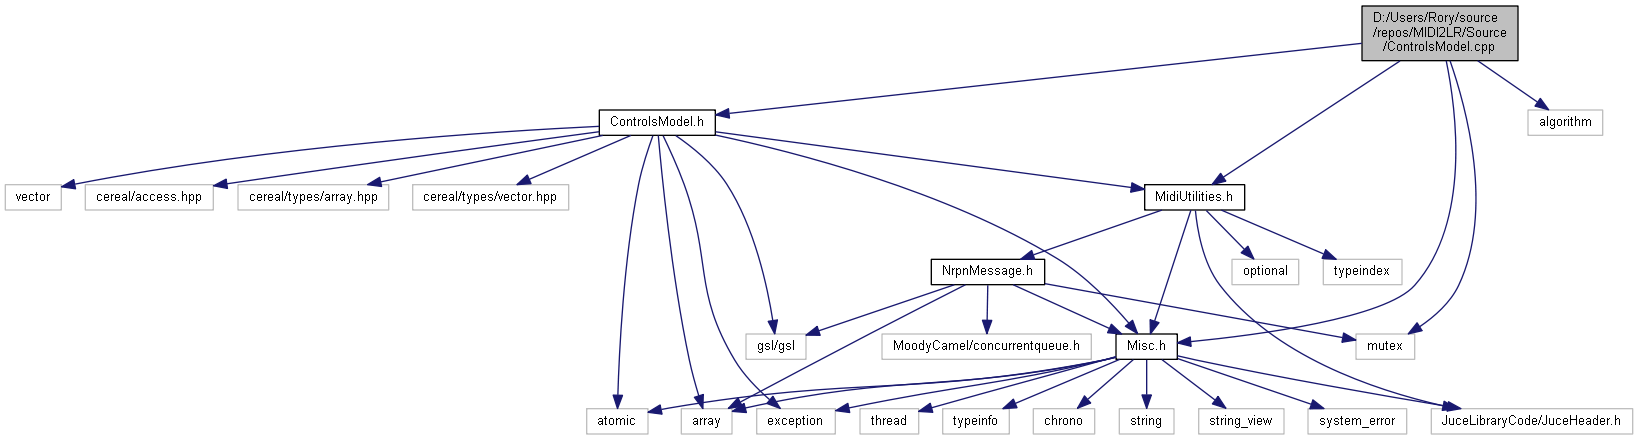 D:/Users/Rory/source
/repos/MIDI2LR/Source
/ControlsModel.cpp
ControlsModel.h
algorithm
vector
cereal/access.hpp
cereal/types/array.hpp
cereal/types/vector.hpp
MidiUtilities.h
NrpnMessage.h
optional
typeindex
gsl/gsl
MoodyCamel/concurrentqueue.h
Misc.h
mutex
atomic
array
exception
thread
typeinfo
chrono
string
string_view
system_error
JuceLibraryCode/JuceHeader.h